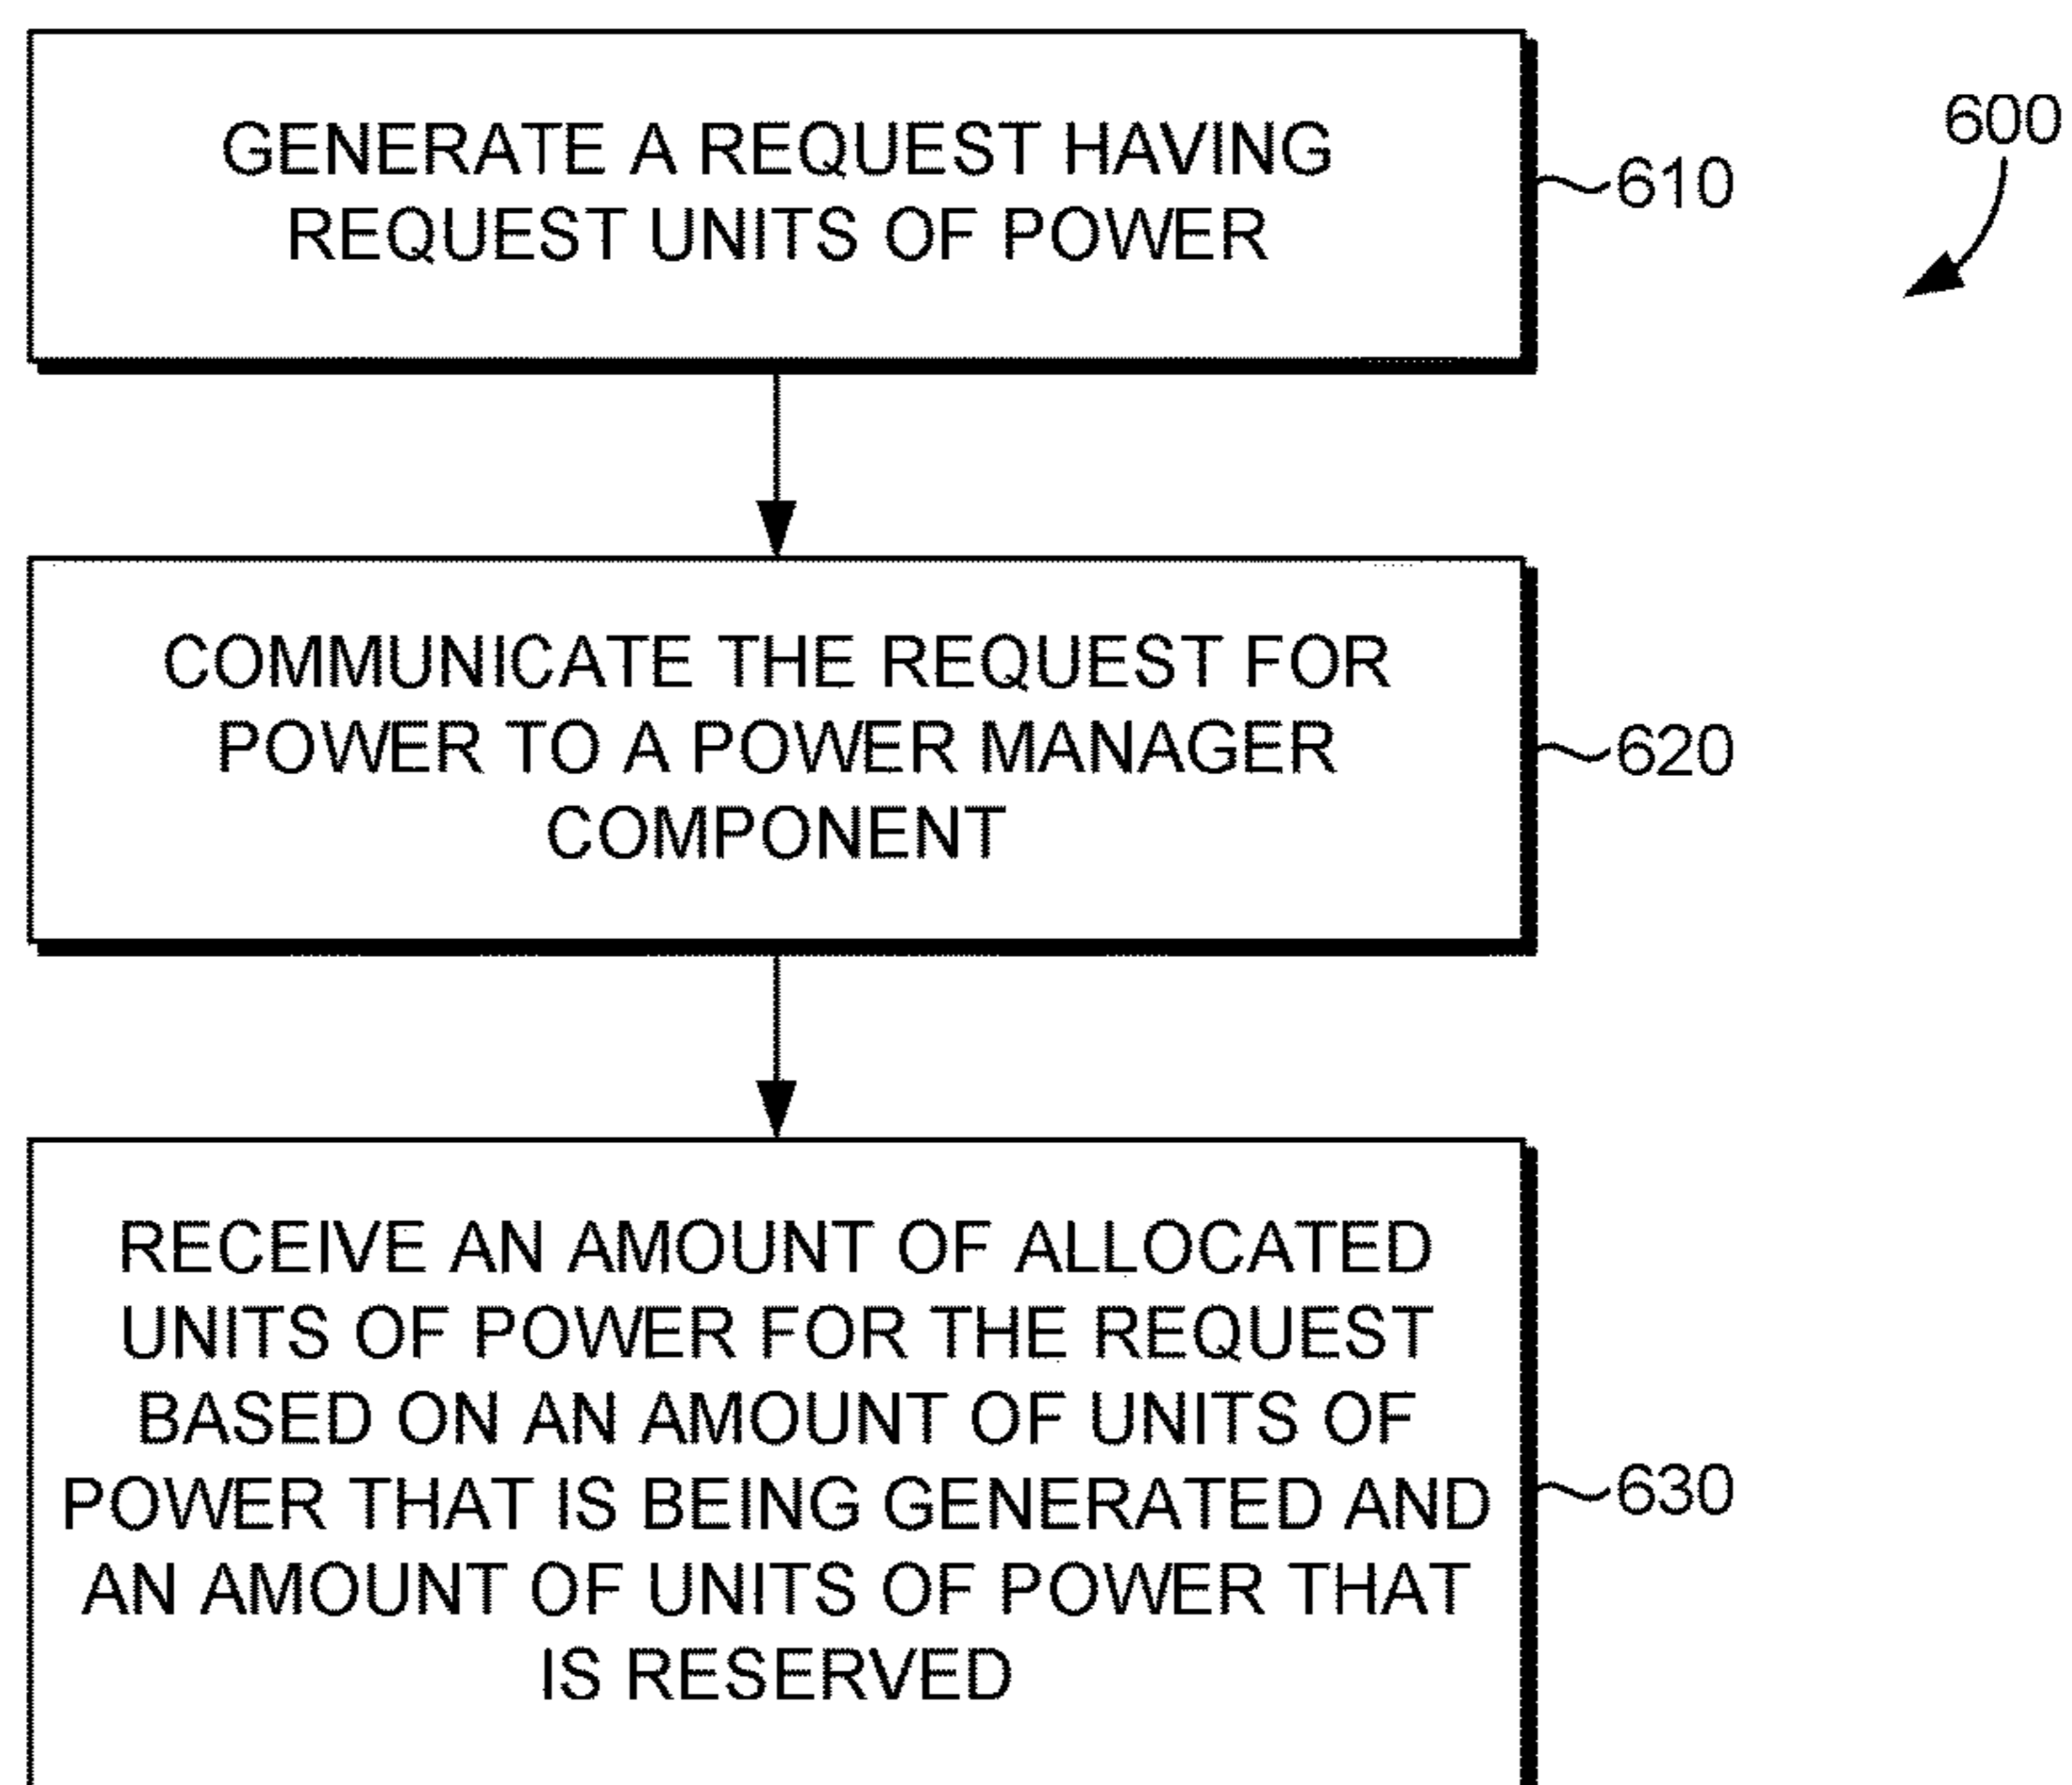 GENERATE A REQUEST HAVING
REQUEST UNITS OF POWER
610
600
COMMUNICATE THE REQUEST FOR
POWER TO A POWER MANAGER
COMPONENT
620
RECEIVE AN AMOUNT OF ALLOCATED
UNITS OF POWER FOR THE REQUEST
BASED ON AN AMOUNT OF UNITS OF
POWER THAT IS BEING GENERATED AND
AN AMOUNT OF UNITS OF POWER THAT
IS RESERVED
630